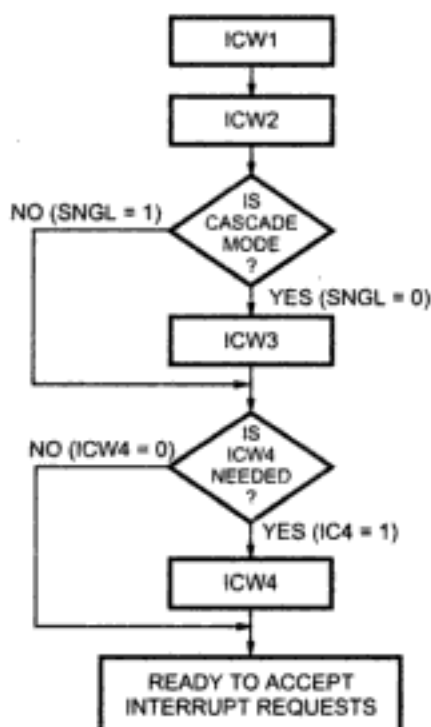 ICW1
ICW2
IS
CASCADE
MODE
?
NO (SNGL = 1)
YES (SNGL = 0)
ICW3
IS
ICW4
NEEDED
?
NO (ICW4 = 0)
YES (IC4 = 1)
ICW4
READY TO ACCEPT
INTERRUPT REQUESTS